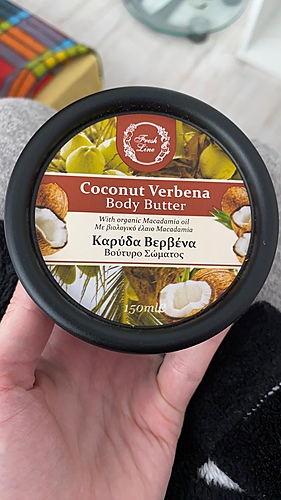 Fresh
Line
Coconut Verbena
Body Butter
With organic Macadamia oil
Με βιολογικό έλαιο Macadamia
Καρύδα Βερβένα
Βούτυρο Σώματος
150ml℮